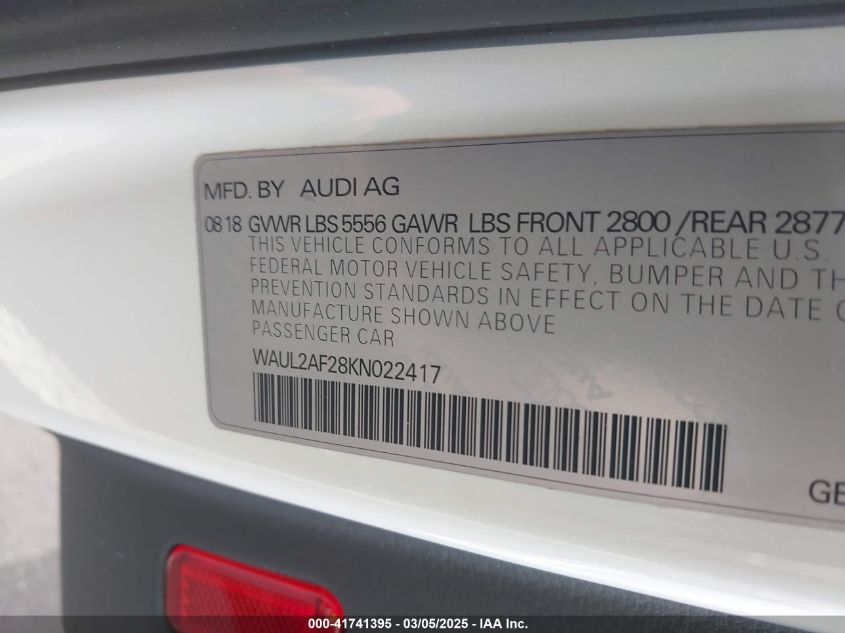 MFD. BY AUDI AG
08 18 GVWR LBS 5556 GAWR LBS FRONT 2800 /REAR 2877
THIS VEHICLE CONFORMS TO ALL APPLICABLE U.S.
FEDERAL MOTOR VEHICLE SAFETY, BUMPER AND TH
PREVENTION STANDARDS IN EFFECT ON THE DATE O
MANUFACTURE SHOWN ABOVE
PASSENGER CAR
WAUL2AF28KN022417
GE
000-41741395 - 03/05/2025 - IAA Inc.